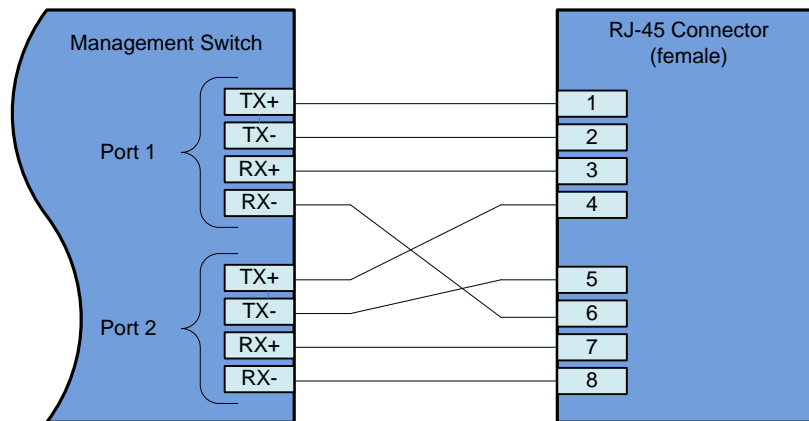 Management Switch
Port 1
TX+
TX-
RX+
RX-
Port 2
TX+
TX-
RX+
RX-
RJ-45 Connector
(female)
1
2
3
4
5
6
7
8